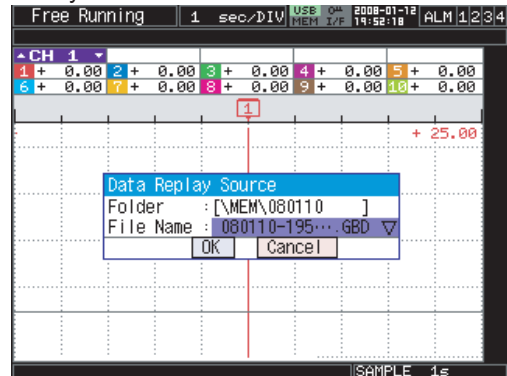 Free Running 1 sec/DIV USB MEM I/F 2008-01-12 19:52:18 ALM 1 2 3 4
CH 1
1 + 0.00 2 + 0.00 3 + 0.00 4 + 0.00 5 + 0.00
6 + 0.00 7 + 0.00 8 + 0.00 9 + 0.00 10 + 0.00
1
+ 25.00
Data Replay Source
Folder :[\MEM\080110 ]
File Name : 080110-195….GBD
OK Cancel
SAMPLE 1s